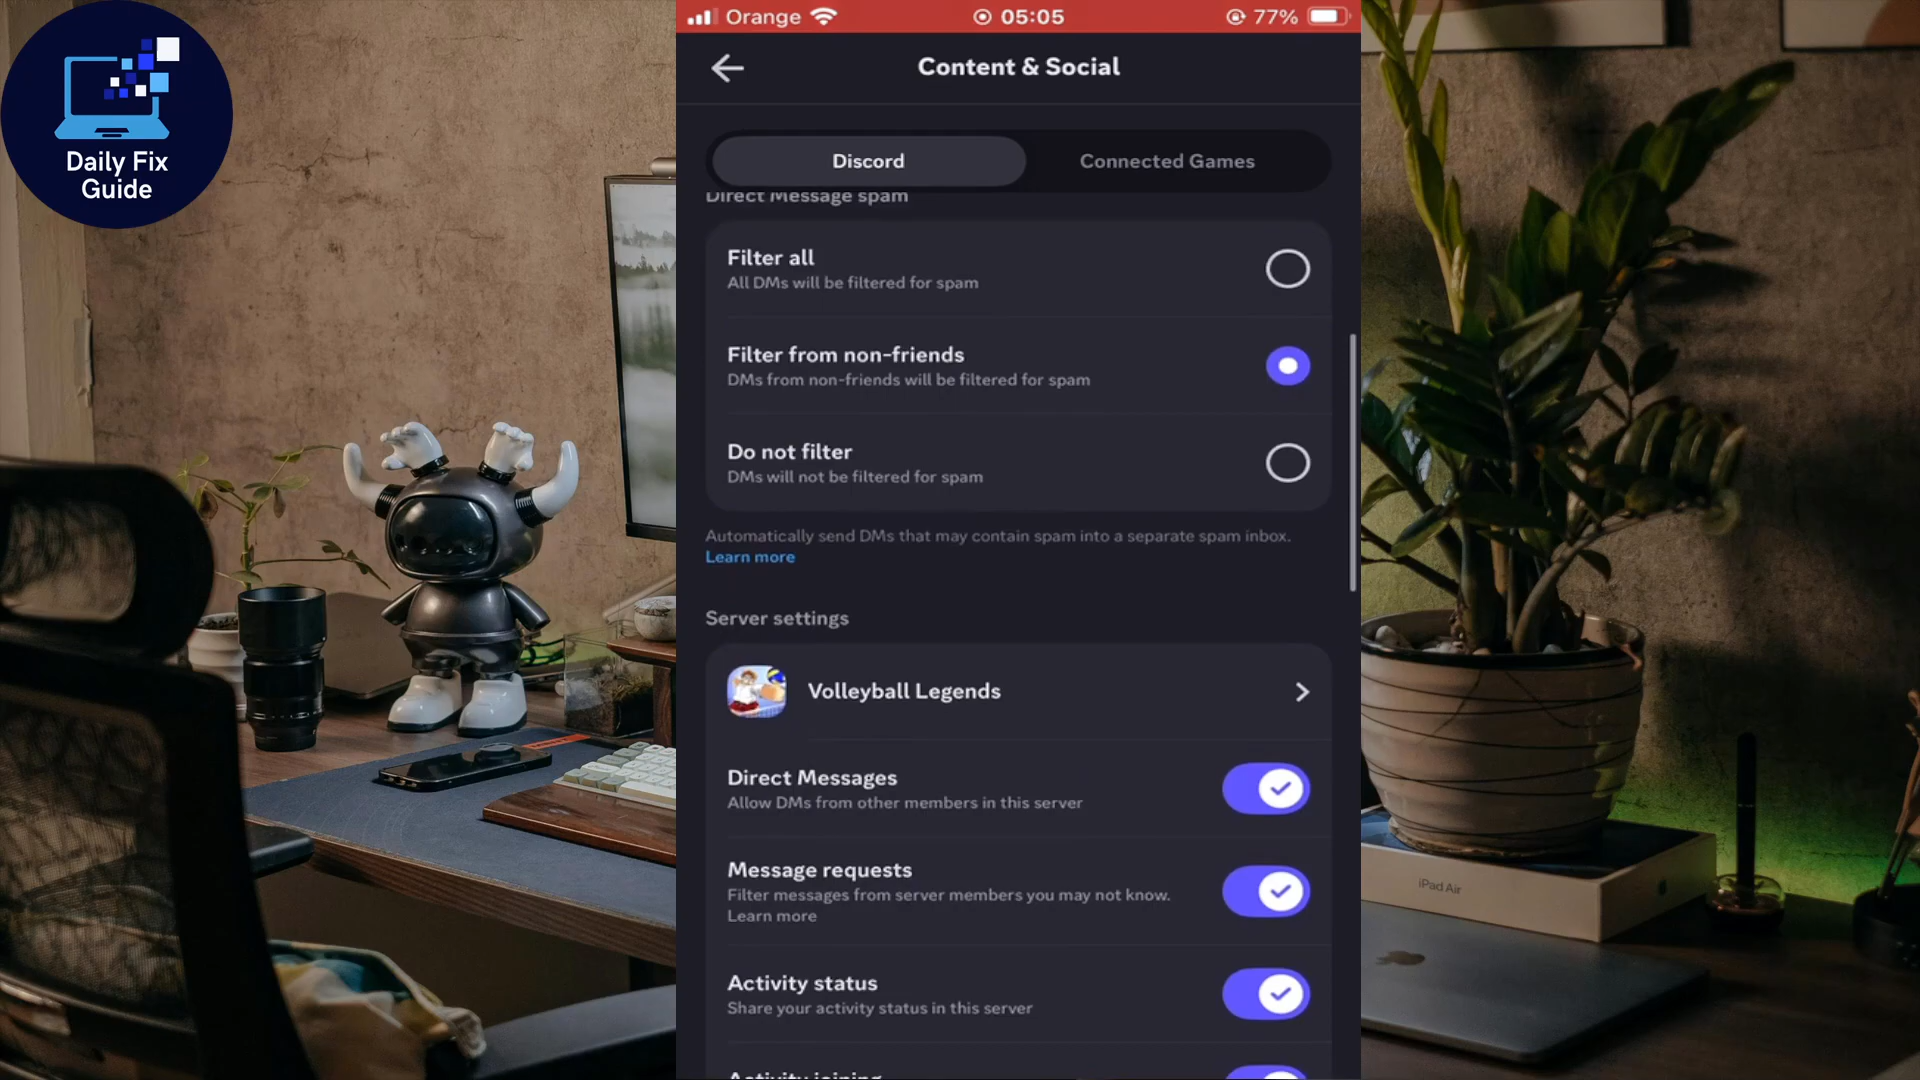 Daily Fix
Guide
Orange
05:05
77%
Content & Social
Discord
Connected Games
Direct Message spam
Filter all
All DMs will be filtered for spam
Filter from non-friends
DMs from non-friends will be filtered for spam
Do not filter
DMs will not be filtered for spam
Automatically send DMs that may contain spam into a separate spam inbox.
Learn more
Server settings
Volleyball Legends
Direct Messages
Allow DMs from other members in this server
Message requests
Filter messages from server members you may not know.
Learn more
Activity status
Share your activity status in this server
Activity joining
iPad Air